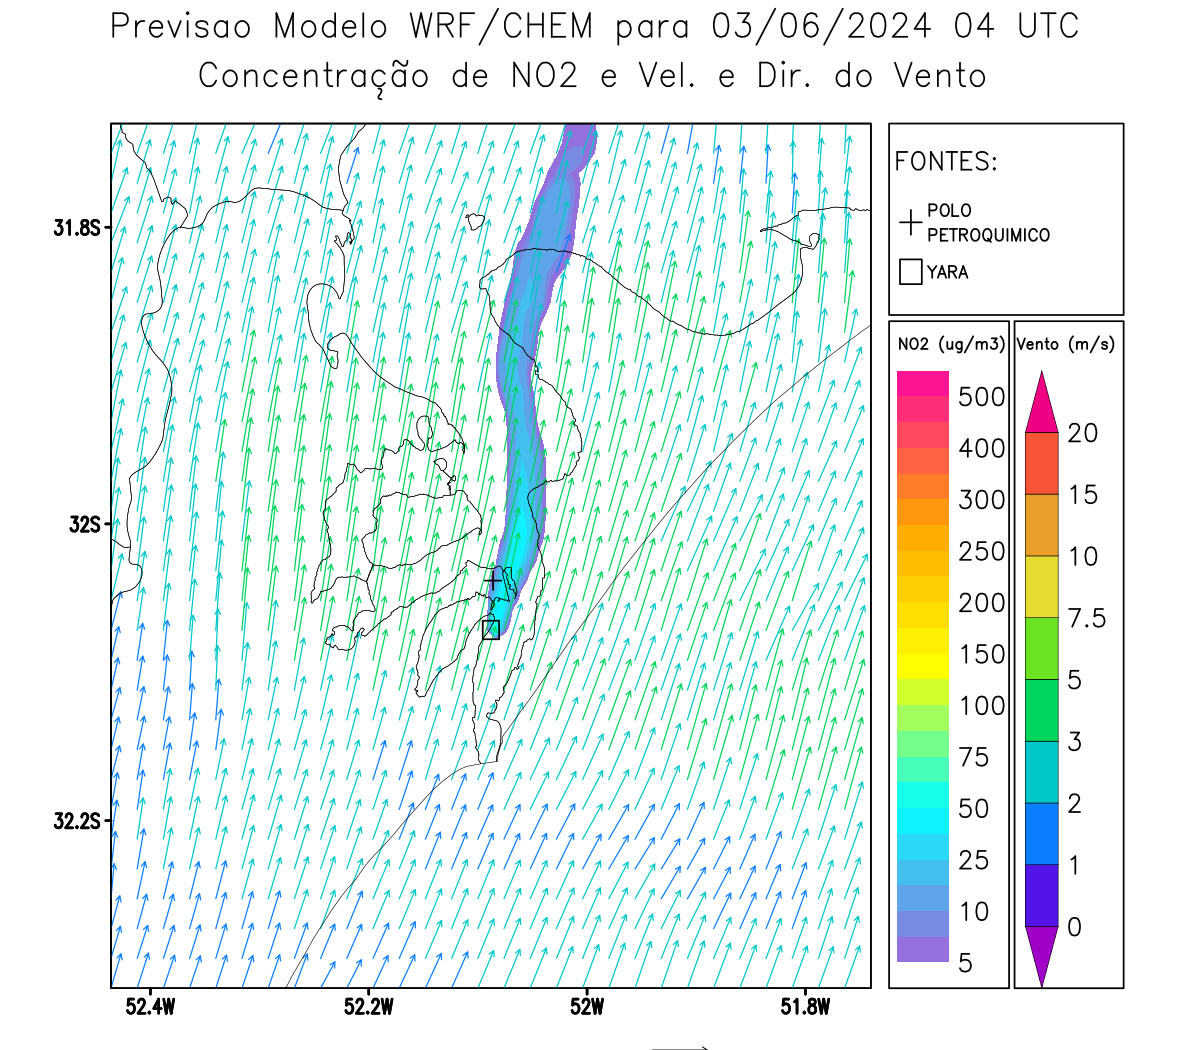 Previsao Modelo WRF/CHEM para 03/06/2024 04 UTC
Concentração de NO2 e Vel. e Dir. do Vento
FONTES:
POLO
PETROQUIMICO
YARA
31.8S
32S
32.2S
52.4W
52.2W
52W
51.8W
NO2 (ug/m3)
500
400
300
250
200
150
100
75
50
25
10
5
Vento (m/s)
20
15
10
7.5
5
3
2
1
0